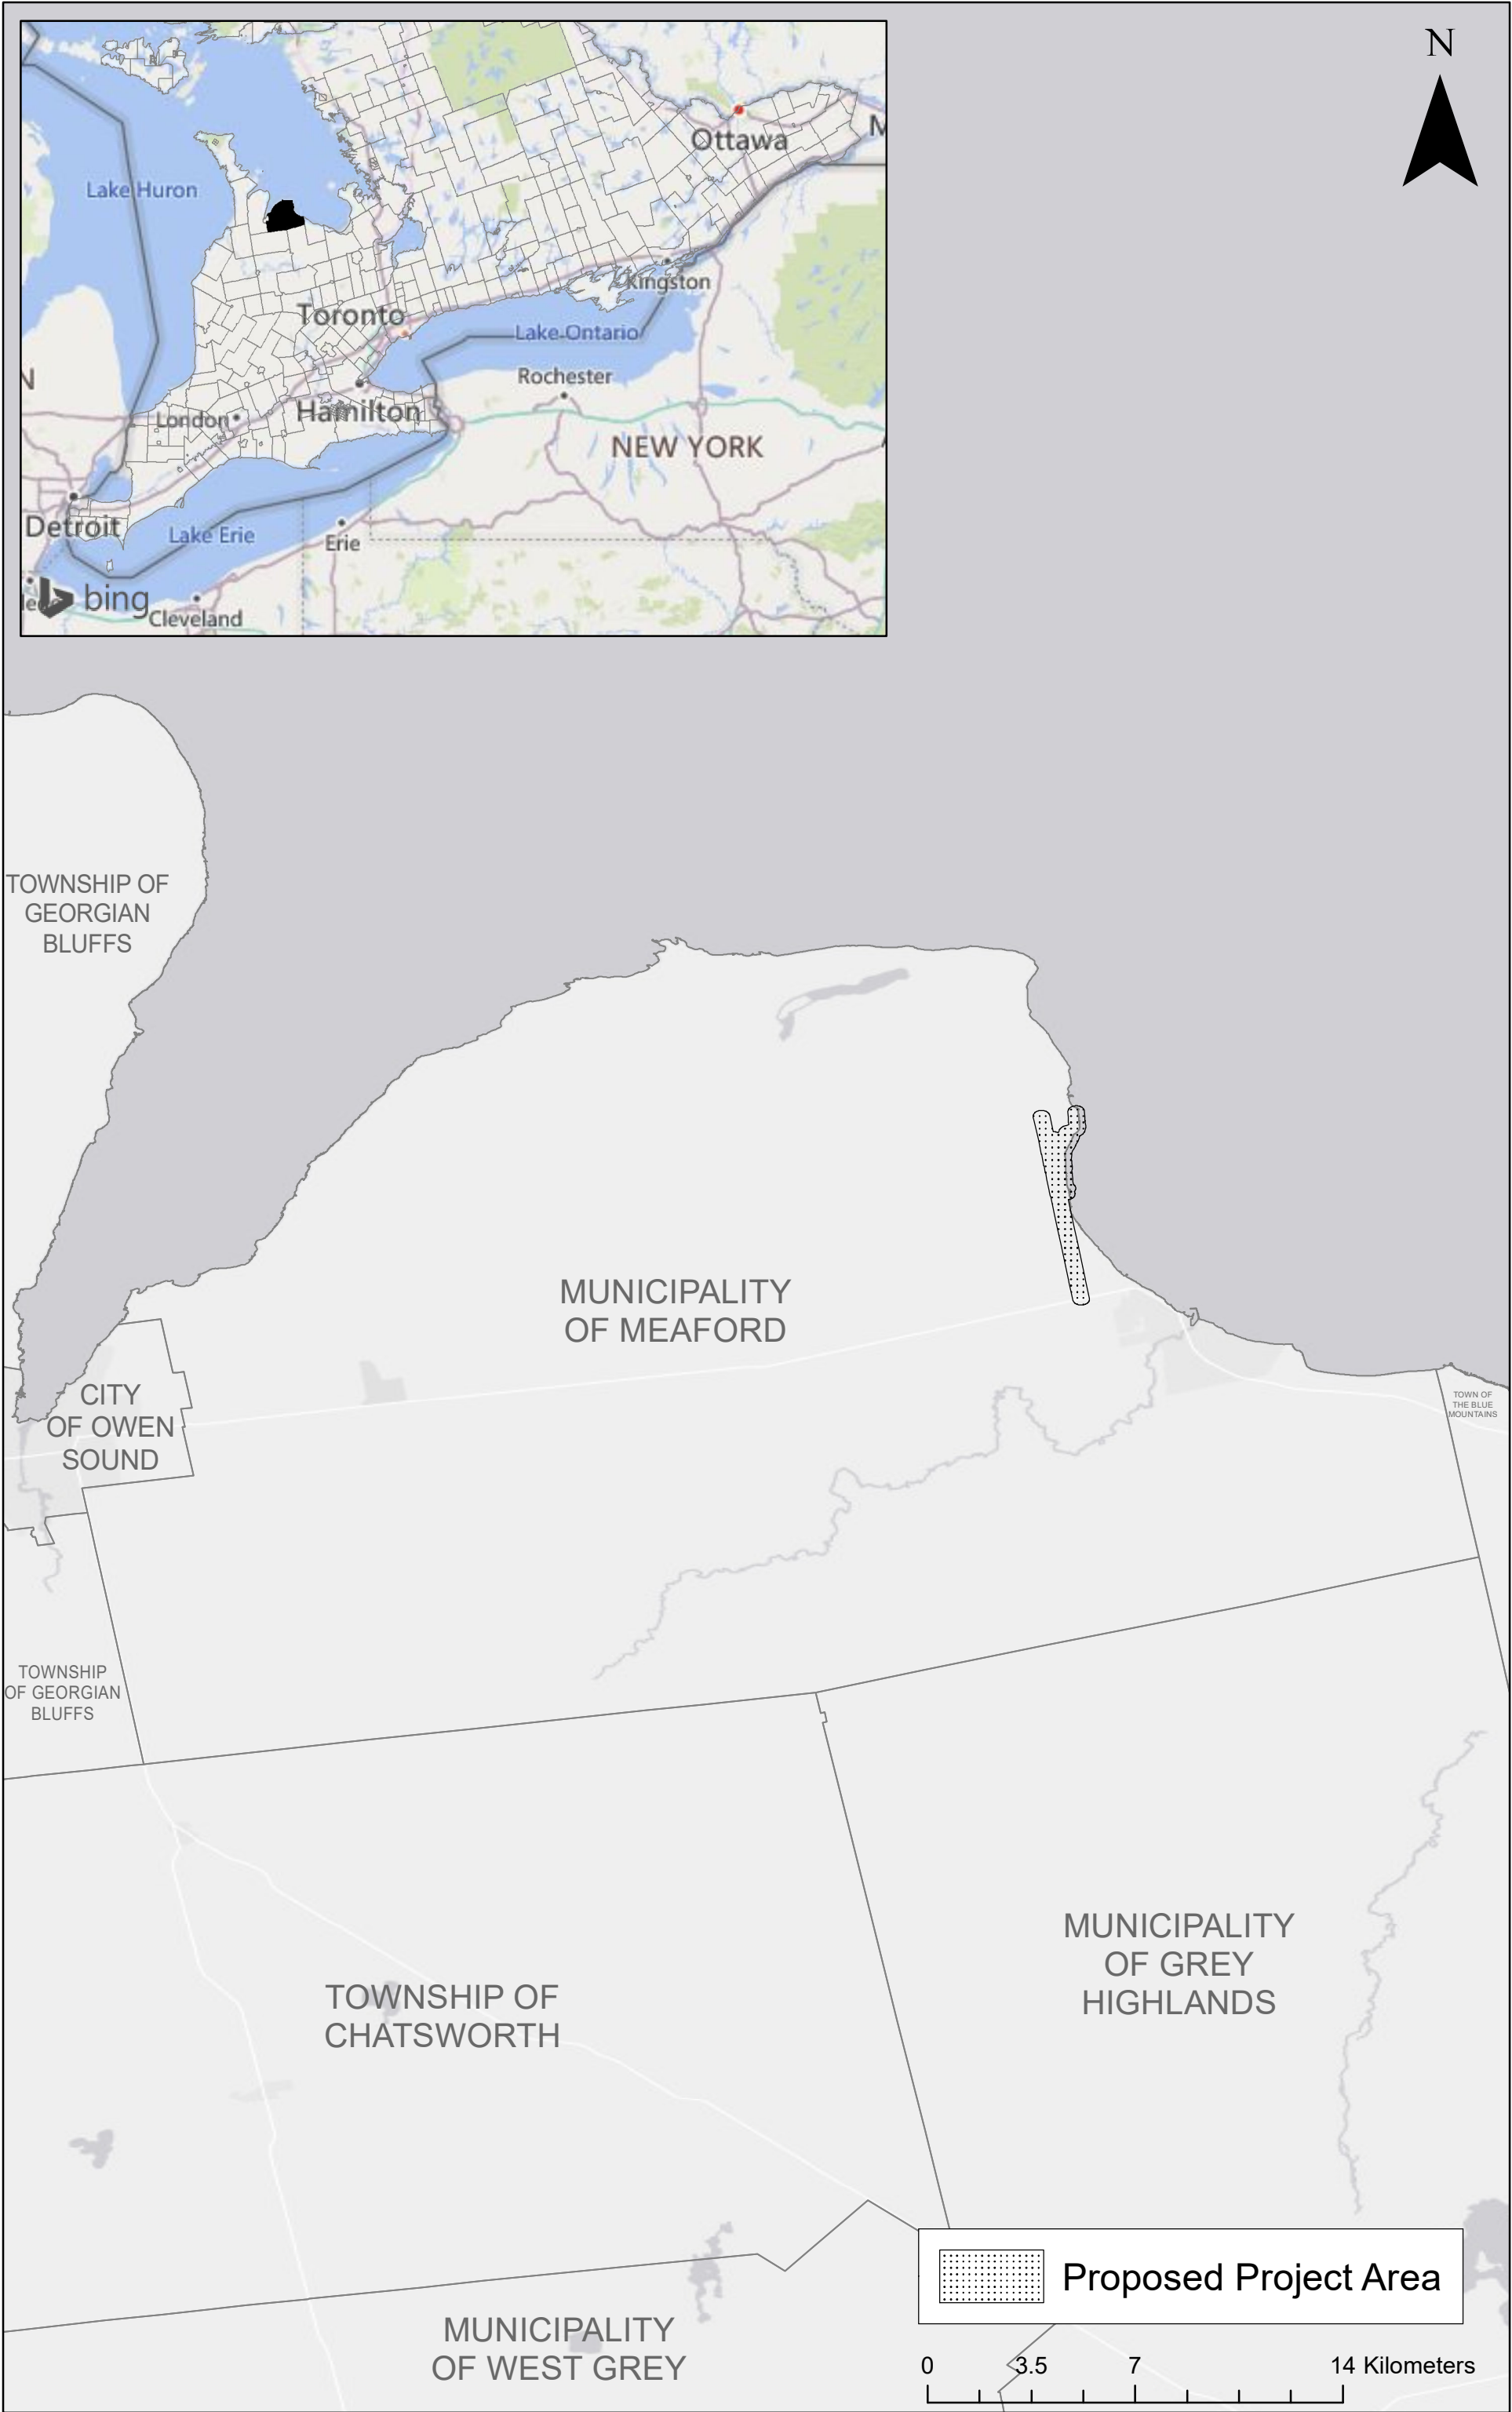 N
Ottawa
M
Lake Huron
Kingston
Toronto
Lake Ontario
N
Rochester
London
Hamilton
NEW YORK
Detroit
Lake Erie
Erie
bing
Cleveland
TOWNSHIP OF
GEORGIAN
BLUFFS
MUNICIPALITY
OF MEAFORD
CITY
OF OWEN
SOUND
TOWN OF
THE BLUE
MOUNTAINS
TOWNSHIP
OF GEORGIAN
BLUFFS
MUNICIPALITY
OF GREY
HIGHLANDS
TOWNSHIP OF
CHATSWORTH
Proposed Project Area
MUNICIPALITY
OF WEST GREY
0 3.5 7 14 Kilometers